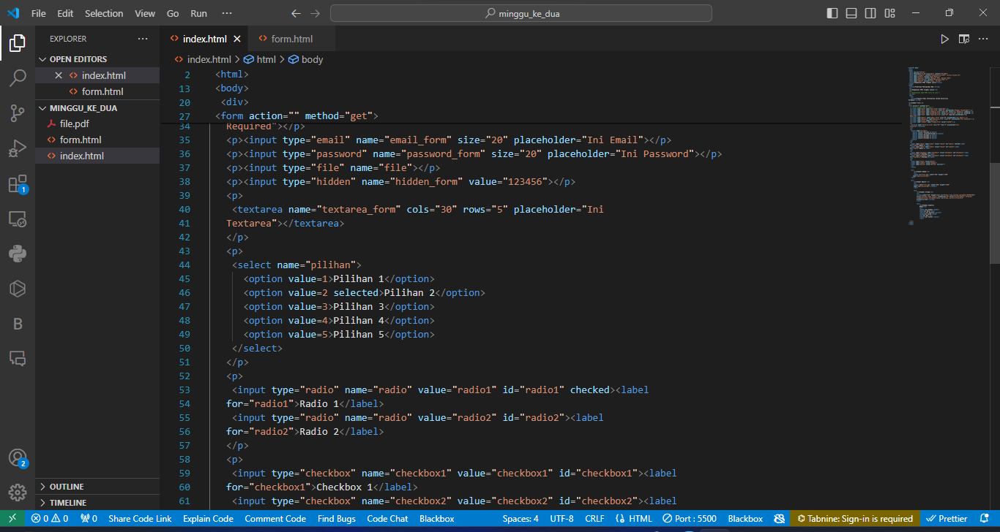 File Edit Selection View Go Run ··· minggu_ke_dua
EXPLORER ···
OPEN EDITORS
index.html
form.html
MINGGU_KE_DUA
file.pdf
form.html
index.html
OUTLINE
TIMELINE
1
2
index.html form.html
index.html > html > body
2 <html>
13 <body>
20 <div>
27 <form action="" method="get">
34 Required"></p>
35 <p><input type="email" name="email_form" size="20" placeholder="Ini Email"></p>
36 <p><input type="password" name="password_form" size="20" placeholder="Ini Password"></p>
37 <p><input type="file" name="file"></p>
38 <p><input type="hidden" name="hidden_form" value="123456"></p>
39 <p>
40 <textarea name="textarea_form" cols="30" rows="5" placeholder="Ini
41 Textarea"></textarea>
42 </p>
43 <p>
44 <select name="pilihan">
45 <option value=1>Pilihan 1</option>
46 <option value=2 selected>Pilihan 2</option>
47 <option value=3>Pilihan 3</option>
48 <option value=4>Pilihan 4</option>
49 <option value=5>Pilihan 5</option>
50 </select>
51 </p>
52 <p>
53 <input type="radio" name="radio" value="radio1" id="radio1" checked><label
54 for="radio1">Radio 1</label>
55 <input type="radio" name="radio" value="radio2" id="radio2"><label
56 for="radio2">Radio 2</label>
57 </p>
58 <p>
59 <input type="checkbox" name="checkbox1" value="checkbox1" id="checkbox1"><label
60 for="checkbox1">Checkbox 1</label>
61 <input type="checkbox" name="checkbox2" value="checkbox2" id="checkbox2"><label
0 0 0 Share Code Link Explain Code Comment Code Find Bugs Code Chat Blackbox Spaces: 4 UTF-8 CRLF HTML Port : 5500 Blackbox Tabnine: Sign-in is required Prettier